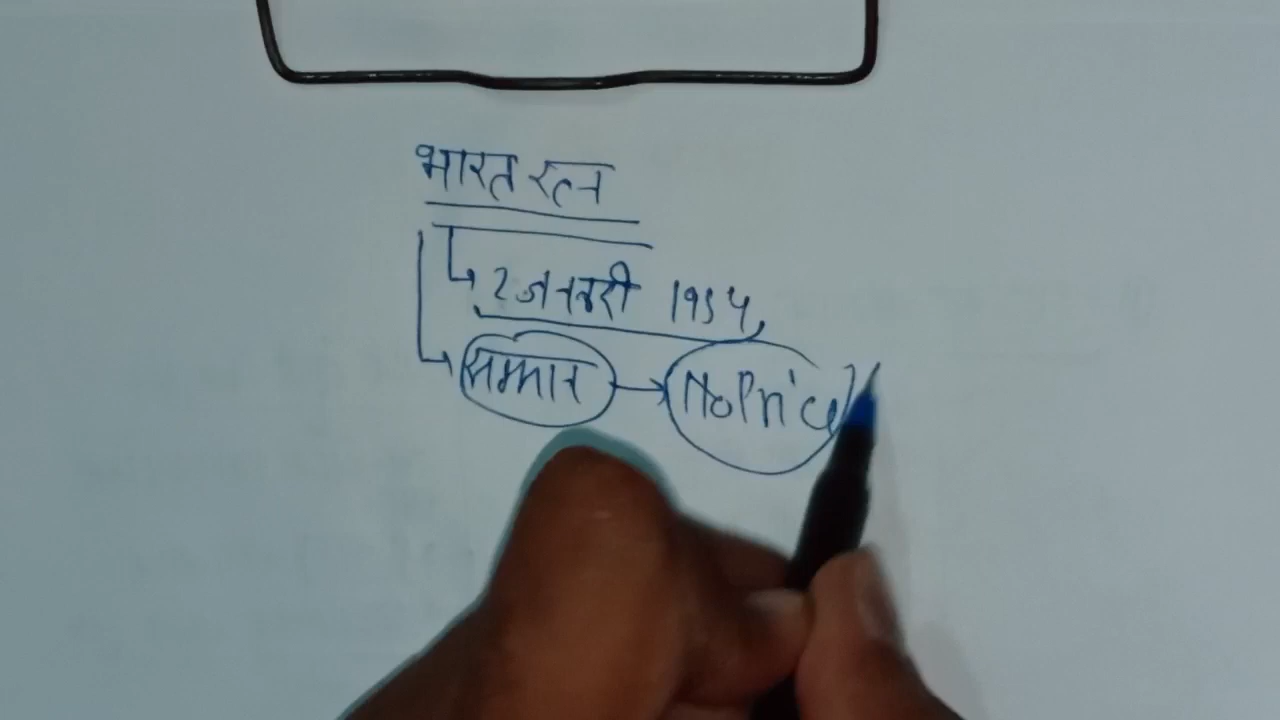 भारत रत्न
2 जनवरी 1954
सम्मान → No Price